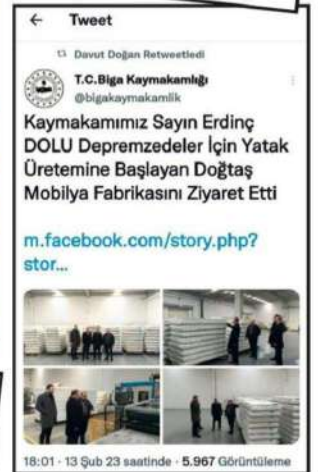 ← Tweet
Davut Doğan Retweetledi
T.C.Biga Kaymakamlığı
@bigakaymakamlik
Kaymakamımız Sayın Erdinç
DOLU Depremzedeler İçin Yatak
Üretemine Başlayan Doğtaş
Mobilya Fabrikasını Ziyaret Etti
m.facebook.com/story.php?
stor...
18:01 · 13 Şub 23 saatinde · 5.967 Görüntüleme